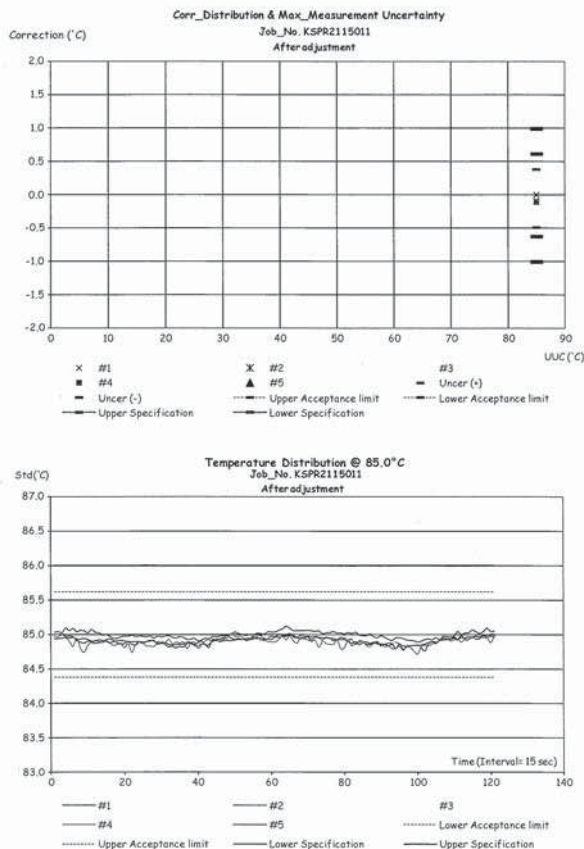 Corr_Distribution & Max_Measurement Uncertainty
Job_No. KSPR2115011
After adjustment
Correction (°C)
2.0
1.5
1.0
0.5
0.0
-0.5
-1.0
-1.5
-2.0
0 10 20 30 40 50 60 70 80 90
UUC (°C)
#1 #2 #3
#4 #5 Uncer (+)
Uncer (-) Upper Acceptance limit Lower Acceptance limit
Upper Specification Lower Specification
Temperature Distribution @ 85.0°C
Job_No. KSPR2115011
After adjustment
Std(°C)
87.0
86.5
86.0
85.5
85.0
84.5
84.0
83.5
83.0
Time (Interval= 15 sec)
0 20 40 60 80 100 120 140
#1 #2 #3
#4 #5 Lower Acceptance limit
Upper Acceptance limit Lower Specification Upper Specification